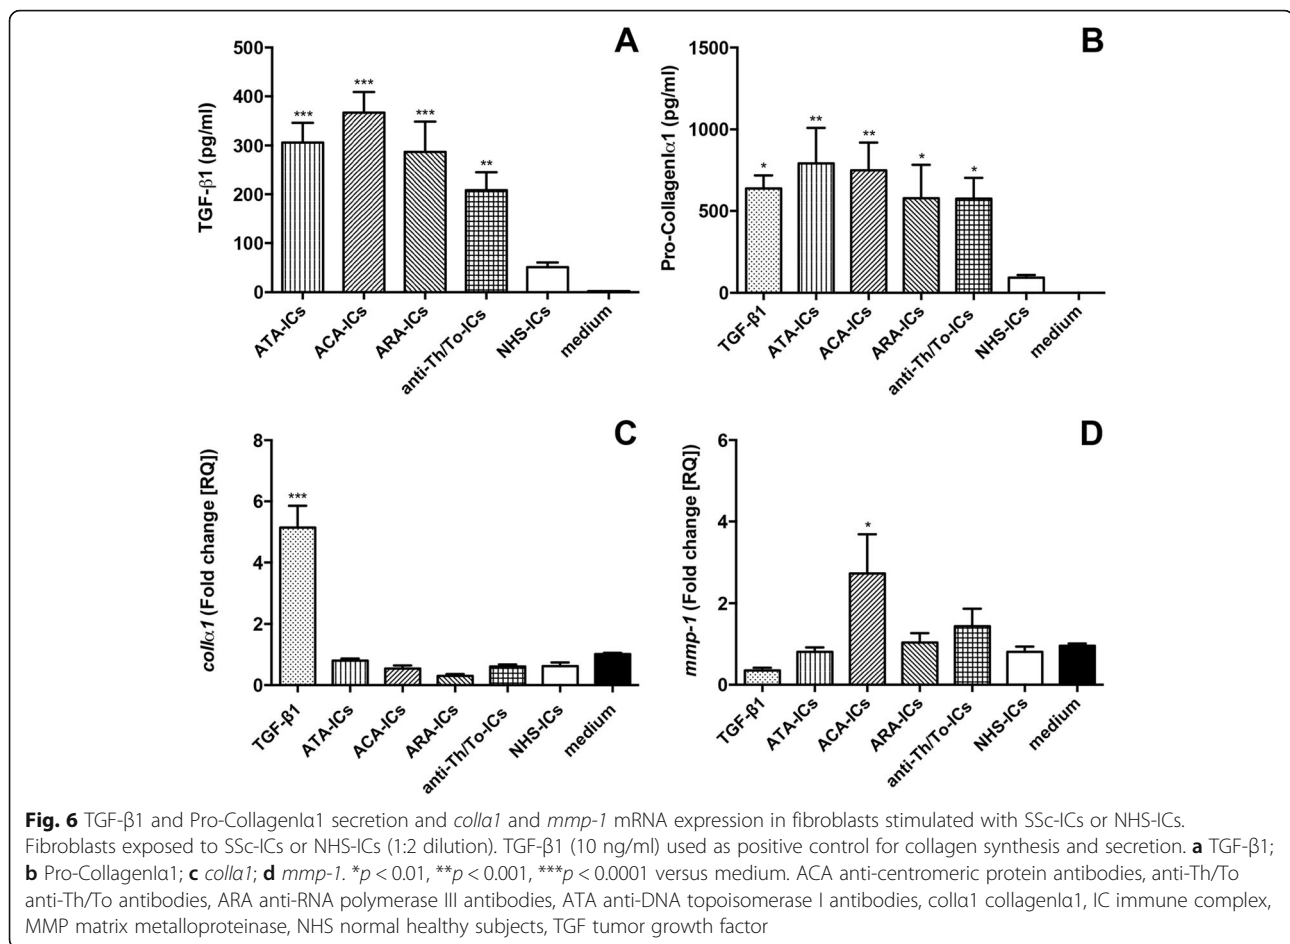 A
TGF-β1 (pg/ml)
500
400
300
200
100
0
***
***
***
**
ATA-ICs
ACA-ICs
ARA-ICs
anti-Th/To-ICs
NHS-ICs
medium
B
Pro-CollagenIα1 (pg/ml)
1500
1000
500
0
*
**
**
*
*
TGF-β1
ATA-ICs
ACA-ICs
ARA-ICs
anti-Th/To-ICs
NHS-ICs
medium
C
colIα1 (Fold change [RQ])
8
6
4
2
0
***
TGF-β1
ATA-ICs
ACA-ICs
ARA-ICs
anti-Th/To-ICs
NHS-ICs
medium
D
mmp-1 (Fold change [RQ])
6
4
2
0
*
TGF-β1
ATA-ICs
ACA-ICs
ARA-ICs
anti-Th/To-ICs
NHS-ICs
medium
Fig. 6 TGF-β1 and Pro-CollagenIα1 secretion and colIα1 and mmp-1 mRNA expression in fibroblasts stimulated with SSc-ICs or NHS-ICs.
Fibroblasts exposed to SSc-ICs or NHS-ICs (1:2 dilution). TGF-β1 (10 ng/ml) used as positive control for collagen synthesis and secretion. a TGF-β1;
b Pro-CollagenIα1; c colIα1; d mmp-1. *p < 0.01, **p < 0.001, ***p < 0.0001 versus medium. ACA anti-centromeric protein antibodies, anti-Th/To
anti-Th/To antibodies, ARA anti-RNA polymerase III antibodies, ATA anti-DNA topoisomerase I antibodies, colIα1 collagenIα1, IC immune complex,
MMP matrix metalloproteinase, NHS normal healthy subjects, TGF tumor growth factor